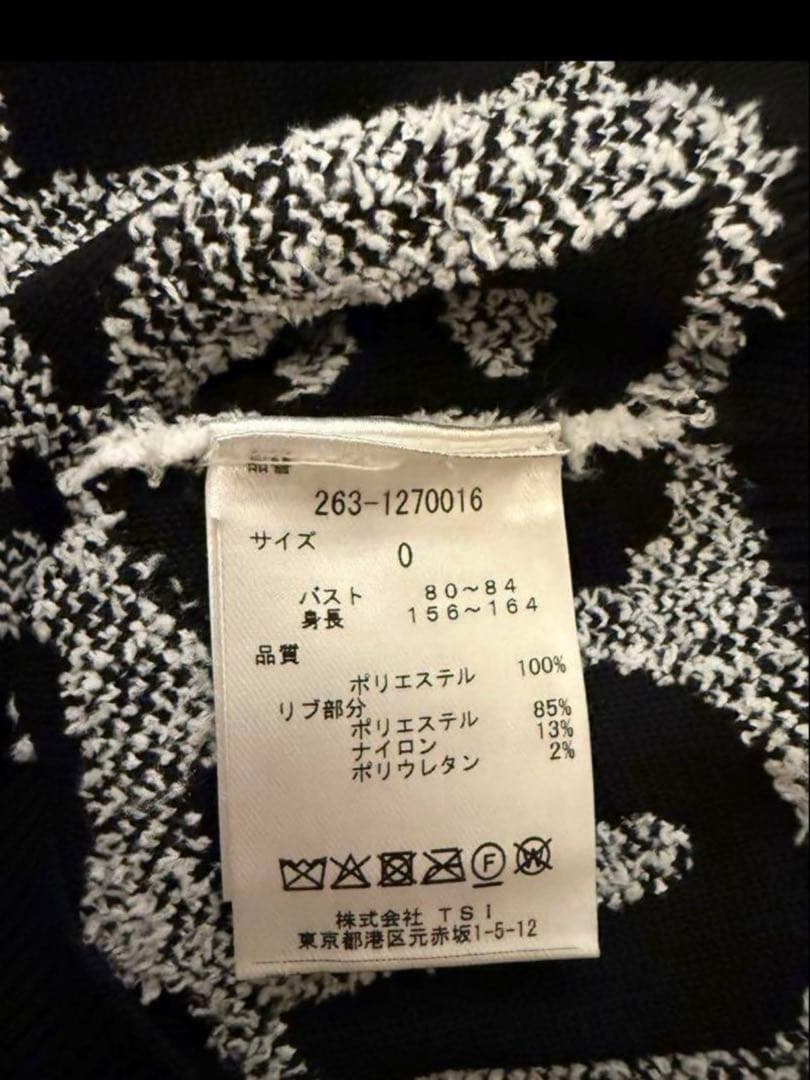 品番
263-1270016
サイズ
0
バスト 80～84
身長 156～164
品質
ポリエステル 100%
リブ部分
ポリエステル 85%
ナイロン 13%
ポリウレタン 2%
F W
株式会社 TSI
東京都港区元赤坂1-5-12